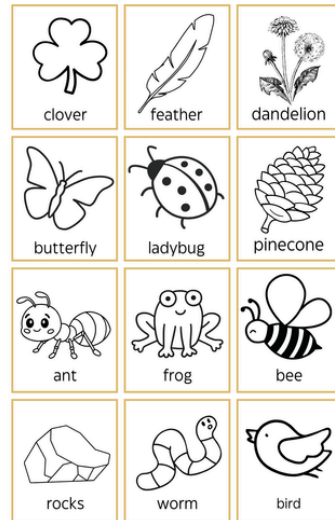 clover
feather
dandelion
butterfly
ladybug
pinecone
ant
frog
bee
rocks
worm
bird